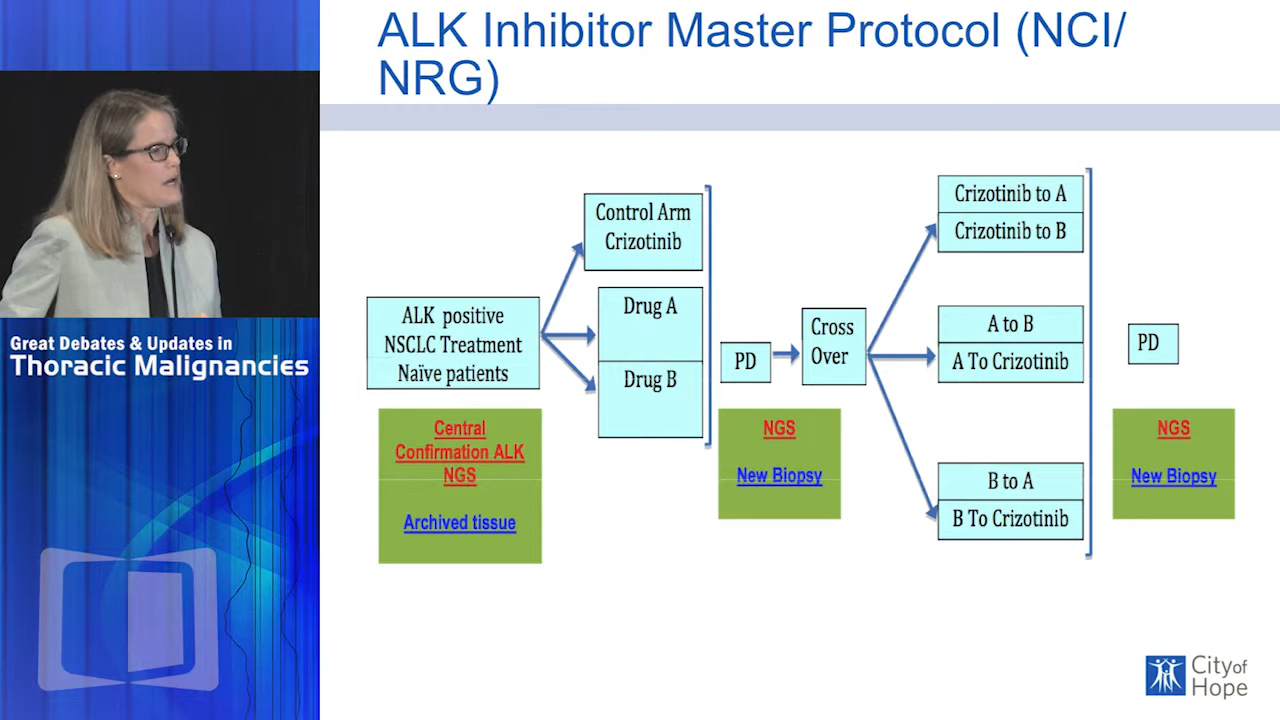 ALK Inhibitor Master Protocol (NCI/
NRG)
Great Debates & Updates in
Thoracic Malignancies
ALK positive
NSCLC Treatment
Naïve patients
Central
Confirmation ALK
NGS
Archived tissue
Control Arm
Crizotinib
Drug A
Drug B
PD
NGS
New Biopsy
Cross
Over
Crizotinib to A
Crizotinib to B
A to B
A To Crizotinib
B to A
B To Crizotinib
PD
NGS
New Biopsy
City of
Hope